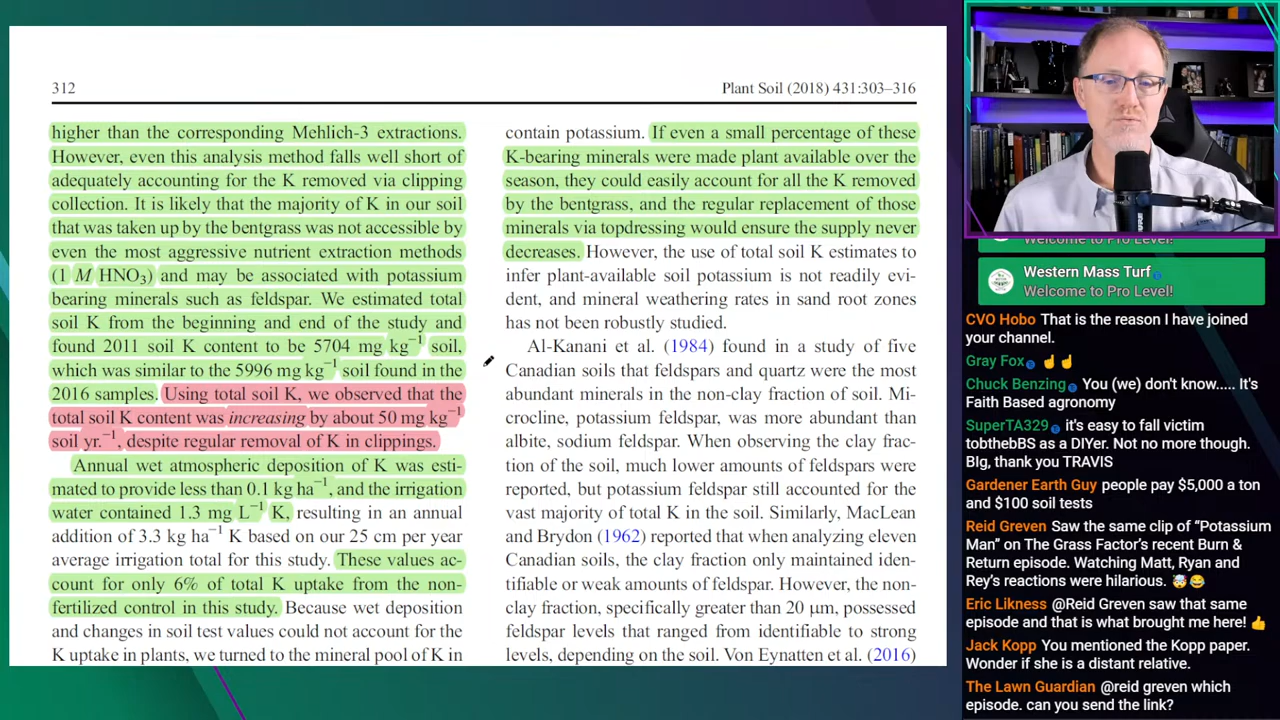 312
Plant Soil (2018) 431:303–316
higher than the corresponding Mehlich-3 extractions.
However, even this analysis method falls well short of
adequately accounting for the K removed via clipping
collection. It is likely that the majority of K in our soil
that was taken up by the bentgrass was not accessible by
even the most aggressive nutrient extraction methods
(1 M HNO3) and may be associated with potassium
bearing minerals such as feldspar. We estimated total
soil K from the beginning and end of the study and
found 2011 soil K content to be 5704 mg kg−1 soil,
which was similar to the 5996 mg kg−1 soil found in the
2016 samples. Using total soil K, we observed that the
total soil K content was increasing by about 50 mg kg−1
soil yr.−1, despite regular removal of K in clippings.
Annual wet atmospheric deposition of K was esti-
mated to provide less than 0.1 kg ha−1, and the irrigation
water contained 1.3 mg L−1 K, resulting in an annual
addition of 3.3 kg ha−1 K based on our 25 cm per year
average irrigation total for this study. These values ac-
count for only 6% of total K uptake from the non-
fertilized control in this study. Because wet deposition
and changes in soil test values could not account for the
K uptake in plants, we turned to the mineral pool of K in
contain potassium. If even a small percentage of these
K-bearing minerals were made plant available over the
season, they could easily account for all the K removed
by the bentgrass, and the regular replacement of those
minerals via topdressing would ensure the supply never
decreases. However, the use of total soil K estimates to
infer plant-available soil potassium is not readily evi-
dent, and mineral weathering rates in sand root zones
has not been robustly studied.
Al-Kanani et al. (1984) found in a study of five
Canadian soils that feldspars and quartz were the most
abundant minerals in the non-clay fraction of soil. Mi-
crocline, potassium feldspar, was more abundant than
albite, sodium feldspar. When observing the clay frac-
tion of the soil, much lower amounts of feldspars were
reported, but potassium feldspar still accounted for the
vast majority of total K in the soil. Similarly, MacLean
and Brydon (1962) reported that when analyzing eleven
Canadian soils, the clay fraction only maintained iden-
tifiable or weak amounts of feldspar. However, the non-
clay fraction, specifically greater than 20 μm, possessed
feldspar levels that ranged from identifiable to strong
levels, depending on the soil. Von Eynatten et al. (2016)
Welcome to Pro Level!
Western Mass Turf
Welcome to Pro Level!
CVO Hobo That is the reason I have joined
your channel.
Gray Fox ☝️☝️
Chuck Benzing You (we) don't know..... It's
Faith Based agronomy
SuperTA329 it's easy to fall victim
tobthebBS as a DIYer. Not no more though.
BIg, thank you TRAVIS
Gardener Earth Guy people pay $5,000 a ton
and $100 soil tests
Reid Greven Saw the same clip of “Potassium
Man” on The Grass Factor’s recent Burn &
Return episode. Watching Matt, Ryan and
Rey’s reactions were hilarious. 🤯😂
Eric Likness @Reid Greven saw that same
episode and that is what brought me here! 👍
Jack Kopp You mentioned the Kopp paper.
Wonder if she is a distant relative.
The Lawn Guardian @reid greven which
episode. can you send the link?